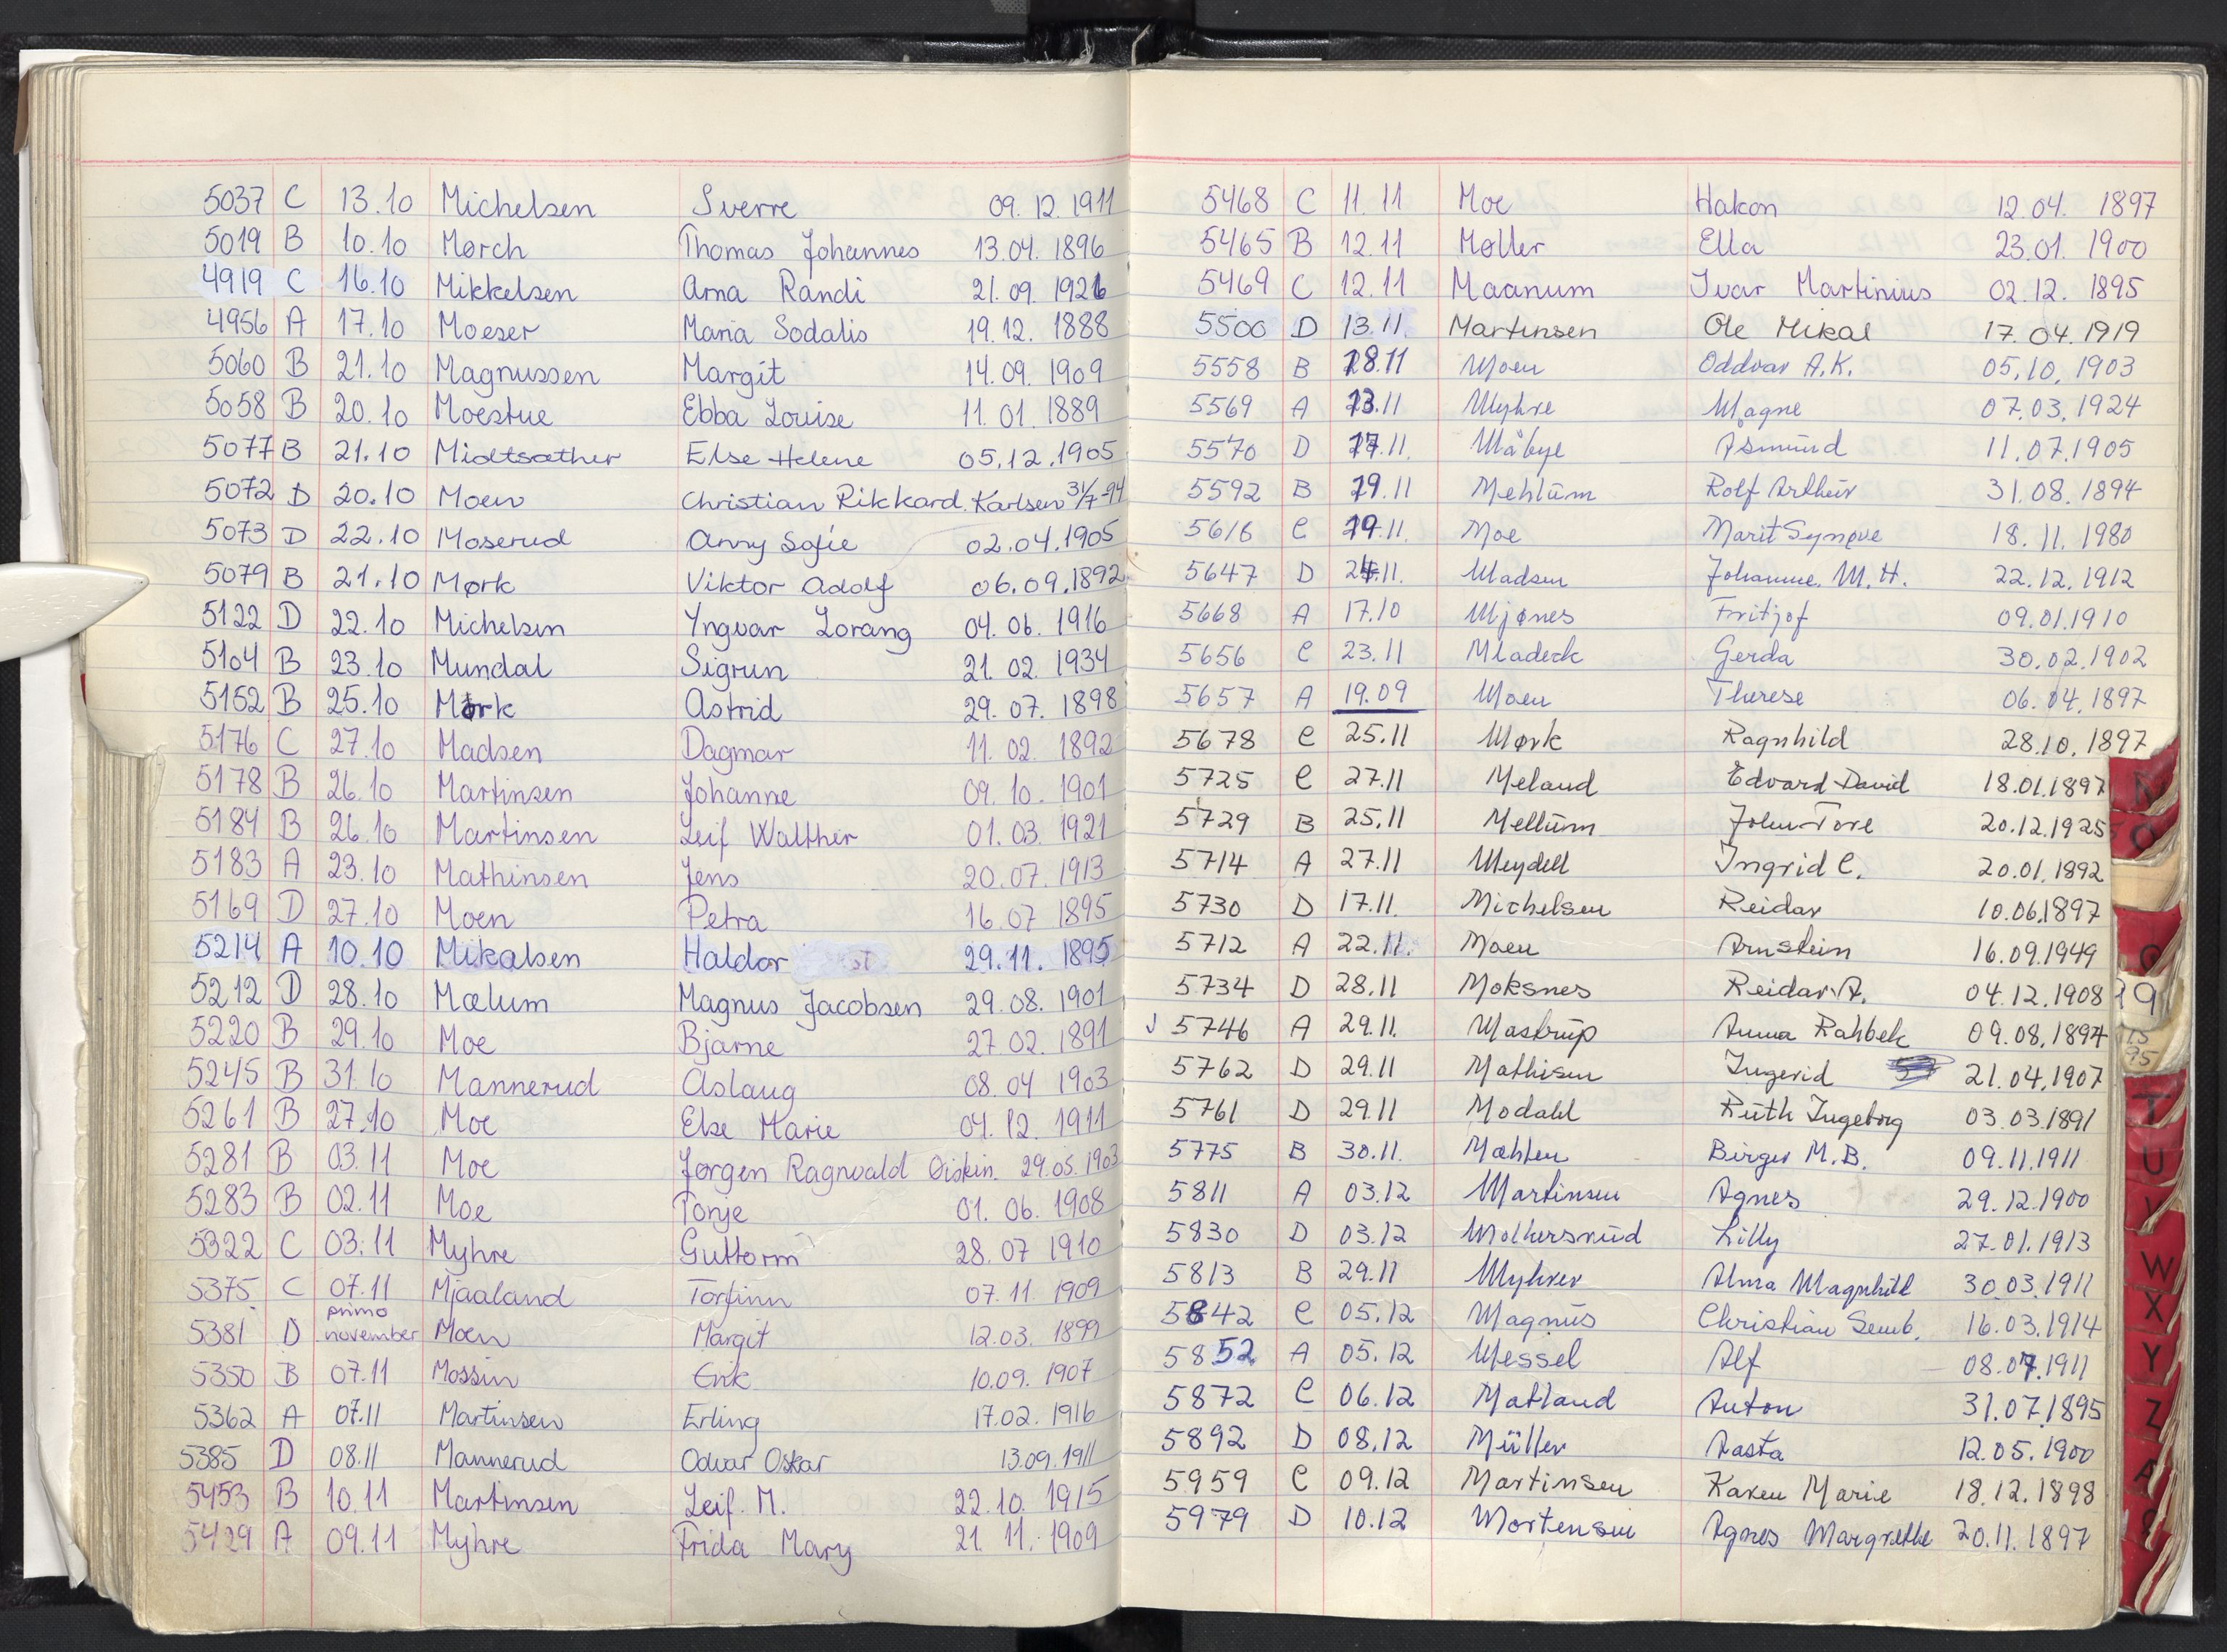 5037 C 13.10 Michelsen Sverre 09.12.1911
5019 B 10.10 Mørch Thomas Johannes 13.04.1896
4919 C 16.10 Mikkelsen Arna Randi 21.09.1926
4956 A 17.10 Moeser Maria Sodalis 19.12.1888
5060 B 21.10 Magnussen Margit 14.09.1909
5058 B 20.10 Moestue Ebba Louise 11.01.1889
5077 B 21.10 Midtsæther Else Helene 05.12.1905
5072 D 20.10 Moen Christian Rikkard Karlsen 31/7-94
5073 D 22.10 Moserud Anny Sofie 02.04.1905
5079 B 21.10 Mørk Viktor Adolf 06.09.1892
5122 D 22.10 Michelsen Yngvar Lorang 04.06.1916
5104 B 23.10 Mundal Sigrun 21.02.1934
5152 B 25.10 Mørk Astrid 29.07.1898
5176 C 27.10 Madsen Dagmar 11.02.1892
5178 B 26.10 Martinsen Johanne 09.10.1901
5184 B 26.10 Martinsen Leif Walther 01.03.1921
5183 A 23.10 Mathinsen Jens 20.07.1913
5169 D 27.10 Moen Petra 16.07 1895
5214 A 10.10 Mikalsen Haldor 29.11.1895
5212 D 28.10 Mælum Magnus Jacobsen 29.08.1901
5220 B 29.10 Moe Bjarne 27.02.1891
5245 B 31.10 Mannerud Aslaug 08.04 1903
5261 B 27.10 Moe Else Marie 04.12.1911
5281 B 03.11 Moe Jørgen Ragnvald Øistein 29.05.1903
5283 B 02.11 Moe Tonje 01.06.1908
5322 C 03.11 Myhre Guttorm 28.07 1910
5375 C 07.11 Mjaaland Torfinn 07.11.1909
5381 D primo november Moen Margit 12.03.1899
5350 B 07.11 Mossin Erik 10.09.1907
5362 A 07.11 Martinsen Erling 17.02.1916
5385 D 08.11 Mannerud Odvar Oskar 13.09.1911
5453 B 10.11 Martinsen Leif M. 22.10.1915
5429 A 09.11 Myhre Frida Mary 21.11.1909
5468 C 11.11 Moe Hakon 12.04.1897
5465 B 12.11 Møller Ella 23.01.1900
5469 C 12.11 Maanum Ivar Martinius 02.12.1895
5500 D 13.11. Martinsen Ole Mikal 17.04.1919
5558 B 18.11 Moen Oddvar A.K. 05.10.1903
5569 A 13.11 Myhre Magne 07.03.1924
5570 D 17.11. Måbye Asmund 11.07.1905
5592 B 19.11 Mehlum Rolf Arthur 31.08.1894
5616 C 19.11. Moe Marit Synøve 18.11.1980
5647 D 24.11. Madsen Johanne M.H. 22.12.1912
5668 A 17.10 Mjønes Fritjof 09.01.1910
5656 C 23.11 Mladeck Gerda 30.02.1902
5657 A 19.09 Moen Therese 06.04.1897
5678 C 25.11 Mørk Ragnhild 28.10.1897
5725 C 27.11 Meland Edvard David 18.01.1897
5729 B 25.11 Mellum John Tore 20.12.1925
5714 A 27.11 Meydell Ingrid C. 20.01.1892
5730 D 17.11. Michelsen Reidar 10.06.1897
5712 A 22.11. Moen Arnstein 16.09.1949
5734 D 28.11 Moksnes Reidar A. 04.12.1908
5746 A 29.11. Mastrup Anna Rahbek 09.08.1894
5762 D 29.11 Mathisen Ingerid 21.04.1907
5761 D 29.11 Modahl Ruth Ingeborg 03.03.1891
5775 B 30.11. Mæhlen Birger M.B. 09.11.1911
5811 A 03.12 Martinsen Agnes 29.12.1900
5830 D 03.12 Molkersrud Lilly 27.01.1913
5813 B 29.11 Myhrer Alma Magnhild 30.03.1911
5842 C 05.12 Magnus Christian Semb. 16.03.1914
5852 A 05.12 Messel Alf 08.07.1911
5872 C 06.12 Matland Anton 31.07.1895
5892 D 08.12 Müller Aasta 12.05.1900
5959 C 09.12 Martinsen Karen Marie 18.12.1898
5979 D 10.12 Mortensen Agnes Margrethe 20.11.1897
T
U
V
W
X
Y
Z